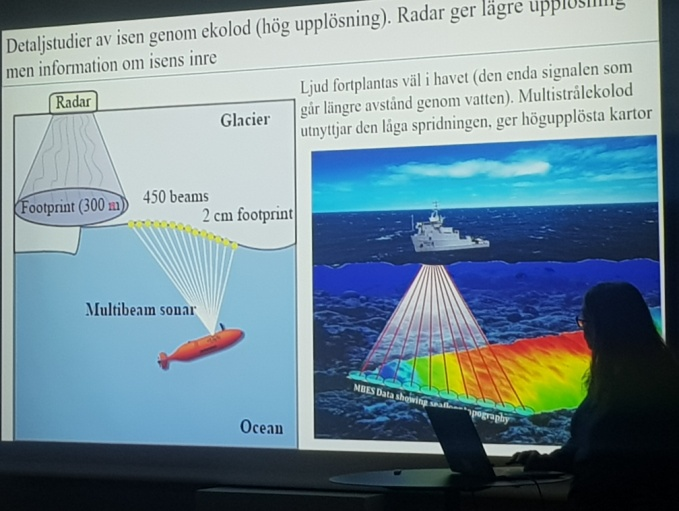 Detaljstudier av isen genom ekolod (hög upplösning). Radar ger lägre upplösning
men information om isens inre
Ljud fortplantas väl i havet (den enda signalen som
går längre avstånd genom vatten). Multistrålekolod
utnyttjar den låga spridningen, ger högupplösta kartor
Radar
Glacier
Footprint (300 m)
450 beams
2 cm footprint
Multibeam sonar
Ocean
MBES Data showing seafloor topography